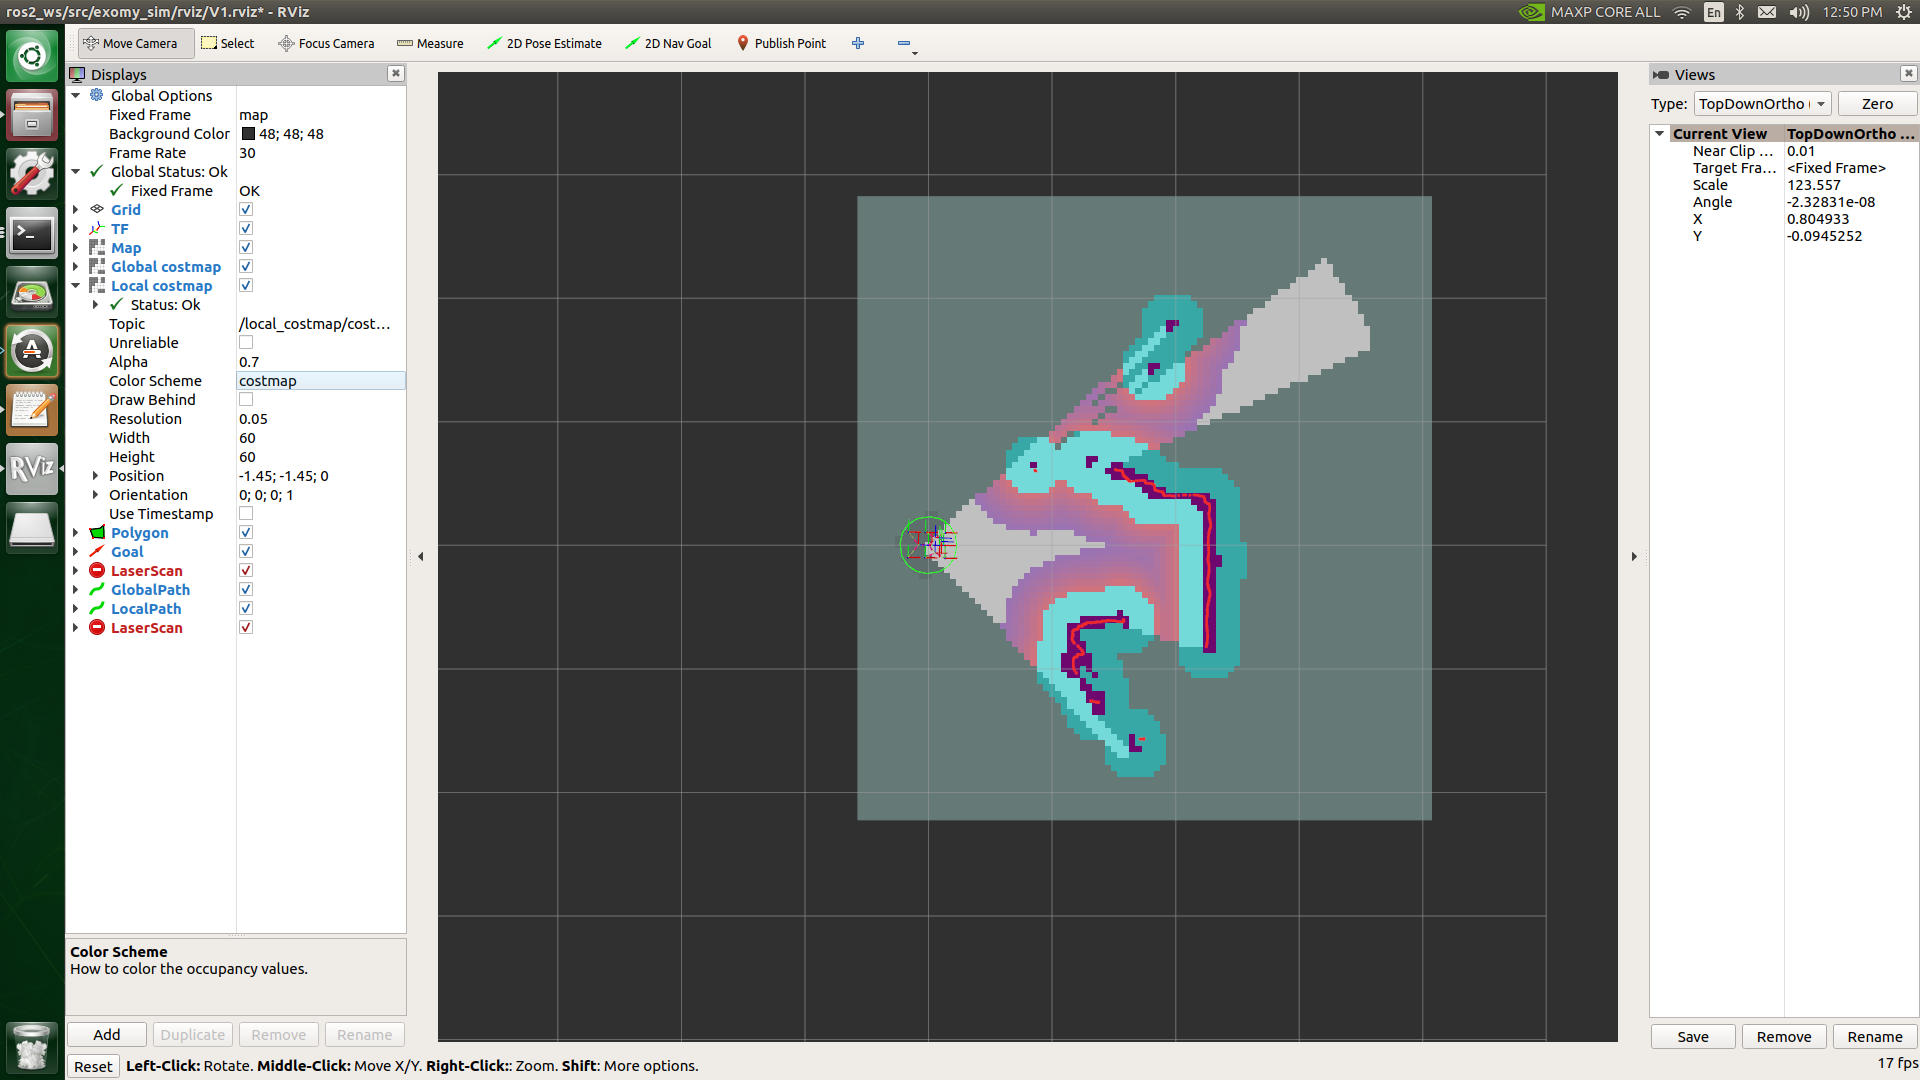 ros2_ws/src/exomy_sim/rviz/V1.rviz* - RViz
MAXP CORE ALL
En
12:50 PM
Move Camera
Select
Focus Camera
Measure
2D Pose Estimate
2D Nav Goal
Publish Point
Displays
Global Options
Fixed Frame map
Background Color 48; 48; 48
Frame Rate 30
Global Status: Ok
Fixed Frame OK
Grid
TF
Map
Global costmap
Local costmap
Status: Ok
Topic /local_costmap/cost...
Unreliable
Alpha 0.7
Color Scheme costmap
Draw Behind
Resolution 0.05
Width 60
Height 60
Position -1.45; -1.45; 0
Orientation 0; 0; 0; 1
Use Timestamp
Polygon
Goal
LaserScan
GlobalPath
LocalPath
LaserScan
Color Scheme
How to color the occupancy values.
Add
Duplicate
Remove
Rename
Reset
Left-Click: Rotate. Middle-Click: Move X/Y. Right-Click:: Zoom. Shift: More options.
RViz
Views
Type: TopDownOrtho (
Zero
Current View TopDownOrtho ...
Near Clip ... 0.01
Target Fra... <Fixed Frame>
Scale 123.557
Angle -2.32831e-08
X 0.804933
Y -0.0945252
Save
Remove
Rename
17 fps